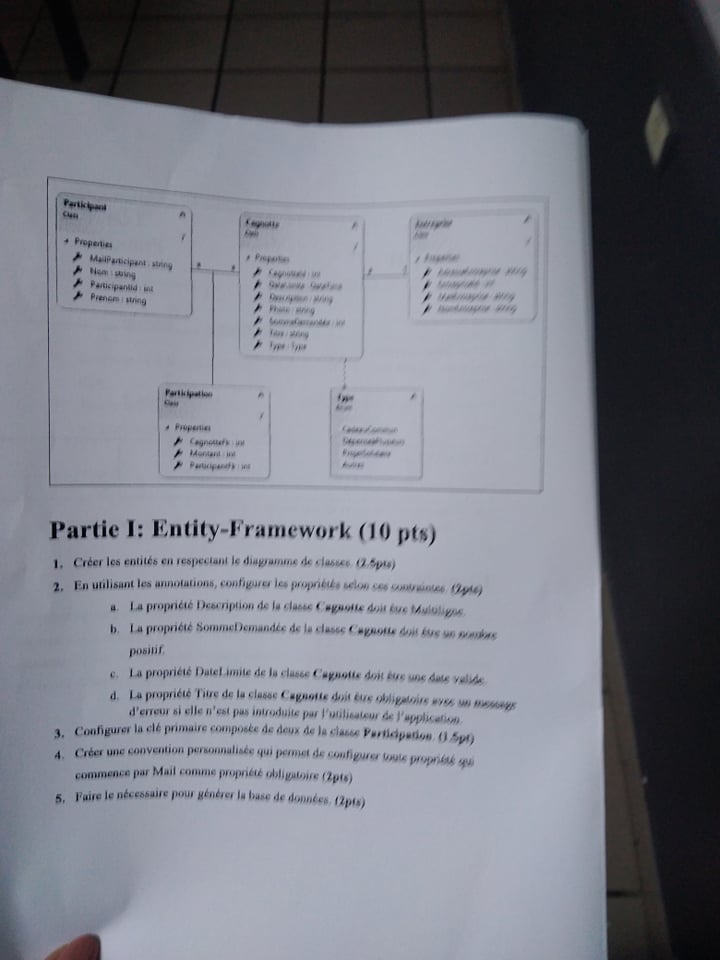 Participant
Class
Properties
MailParticipant : string
Nom : string
ParticipantId : int
Prenom : string
Cagnotte
Class
Properties
CagnotteId : int
DateLimite : DateTime
Description : string
Photo : string
SommeDemandée : int
Titre : string
Type : Type
Entreprise
Class
Properties
Participation
Class
Properties
CagnotteFk : int
Montant : int
ParticipantFk : int
Type
Enum
CadeauCommun
Autres
Partie I: Entity-Framework (10 pts)
1. Créer les entités en respectant le diagramme de classes. (2.5pts)
2. En utilisant les annotations, configurer les propriétés selon ces contraintes. (2pts)
a. La propriété Description de la classe Cagnotte doit être Multiligne.
b. La propriété SommeDemandée de la classe Cagnotte doit être un nombre
positif.
c. La propriété DateLimite de la classe Cagnotte doit être une date valide.
d. La propriété Titre de la classe Cagnotte doit être obligatoire avec un message
d'erreur si elle n'est pas introduite par l'utilisateur de l'application.
3. Configurer la clé primaire composée de deux de la classe Participation. (1.5pt)
4. Créer une convention personnalisée qui permet de configurer toute propriété qui
commence par Mail comme propriété obligatoire (2pts)
5. Faire le nécessaire pour générer la base de données. (2pts)